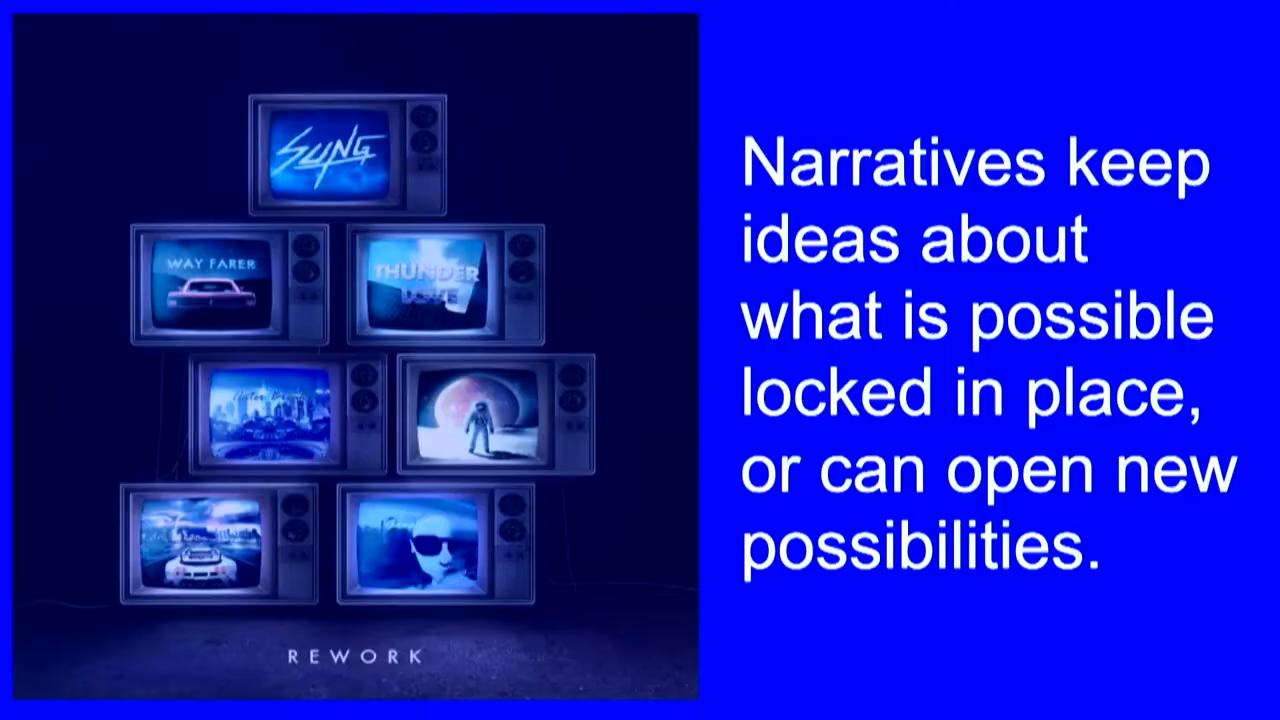 SUNG
WAY FARER
THUNDER
LOVE
REWORK
Narratives keep
ideas about
what is possible
locked in place,
or can open new
possibilities.